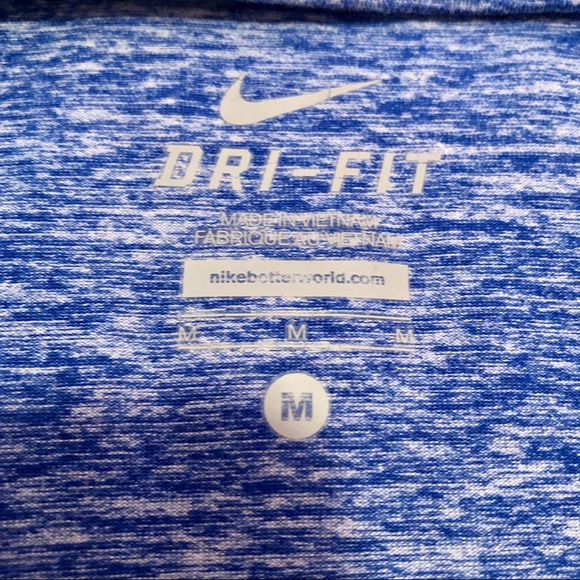 DRI-FIT
MADE IN VIETNAM
FABRIQUE AU VIETNAM
nikebetterworld.com
M M M
M